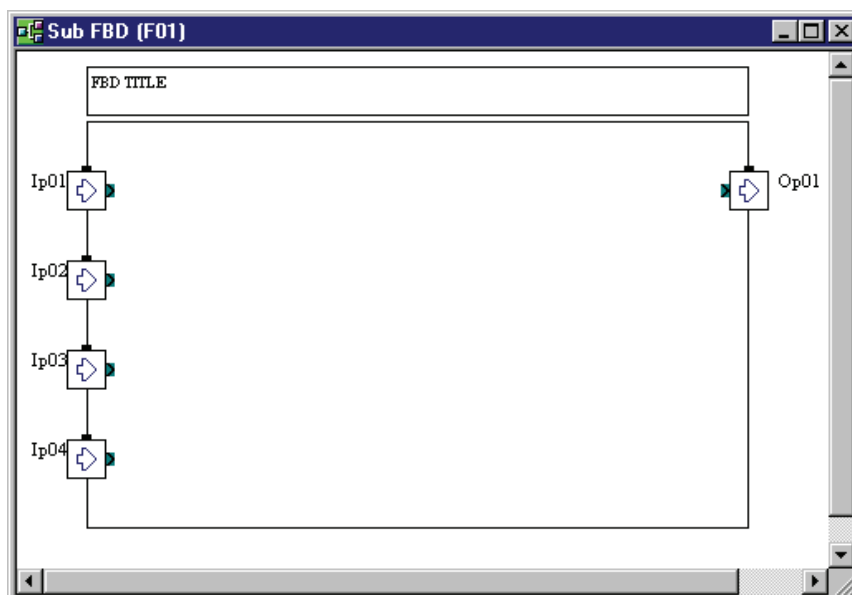 Sub FBD (F01)
FBD TITLE
Ip01
Op01
Ip02
Ip03
Ip04